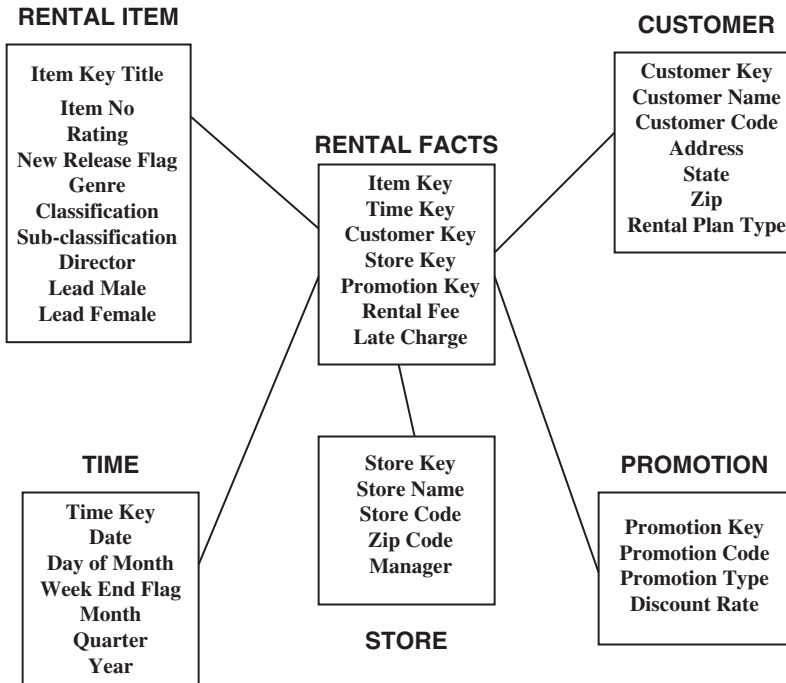 RENTAL ITEM
Item Key Title
Item No
Rating
New Release Flag
Genre
Classification
Sub-classification
Director
Lead Male
Lead Female
RENTAL FACTS
Item Key
Time Key
Customer Key
Store Key
Promotion Key
Rental Fee
Late Charge
CUSTOMER
Customer Key
Customer Name
Customer Code
Address
State
Zip
Rental Plan Type
TIME
Time Key
Date
Day of Month
Week End Flag
Month
Quarter
Year
Store Key
Store Name
Store Code
Zip Code
Manager
STORE
PROMOTION
Promotion Key
Promotion Code
Promotion Type
Discount Rate